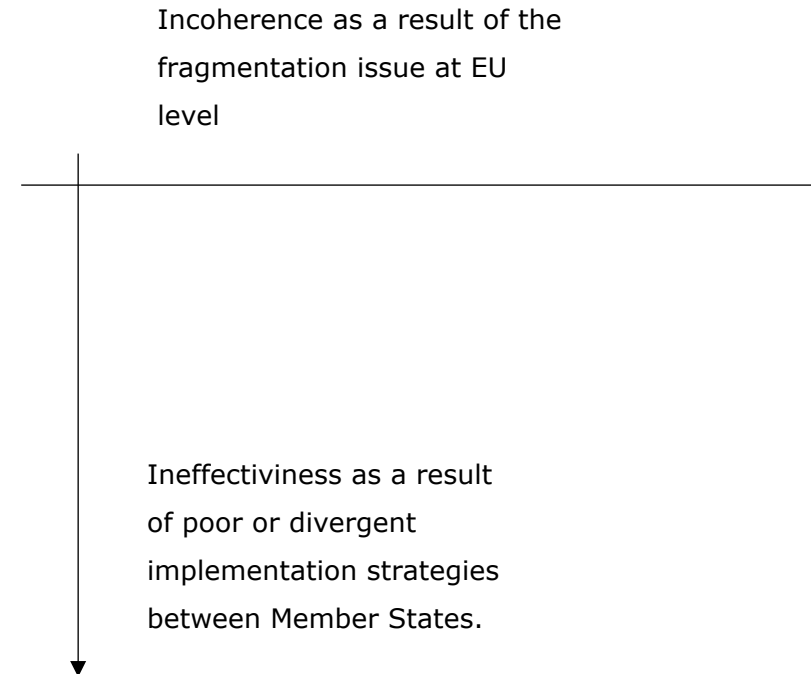 Incoherence as a result of the
fragmentation issue at EU
level
Ineffectiviness as a result
of poor or divergent
implementation strategies
between Member States.